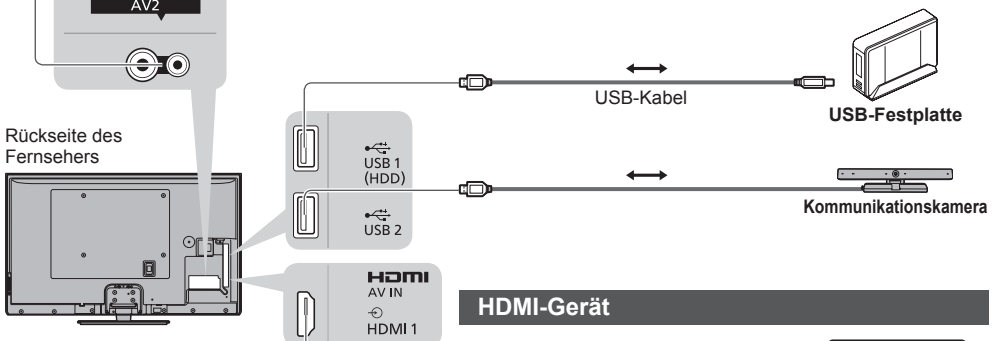 AV2
USB-Kabel
USB-Festplatte
Rückseite des
Fernsehers
USB 1
(HDD)
Kommunikationskamera
USB 2
HDMI
AV IN
HDMI 1
HDMI-Gerät